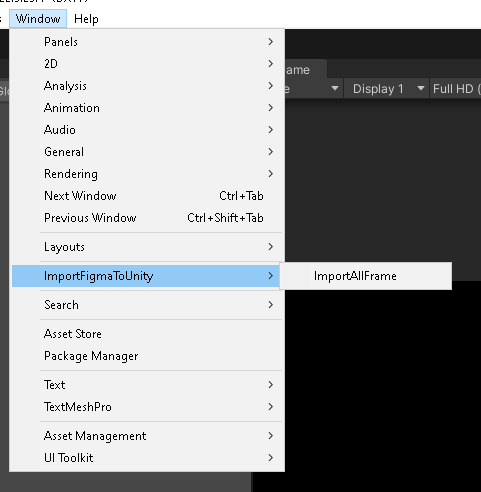 Window Help
Panels
2D
Analysis
Animation
Audio
General
Rendering
Next Window Ctrl+Tab
Previous Window Ctrl+Shift+Tab
Layouts
ImportFigmaToUnity
ImportAllFrame
Search
Asset Store
Package Manager
Text
TextMeshPro
Asset Management
UI Toolkit
ame
Display 1
Full HD (